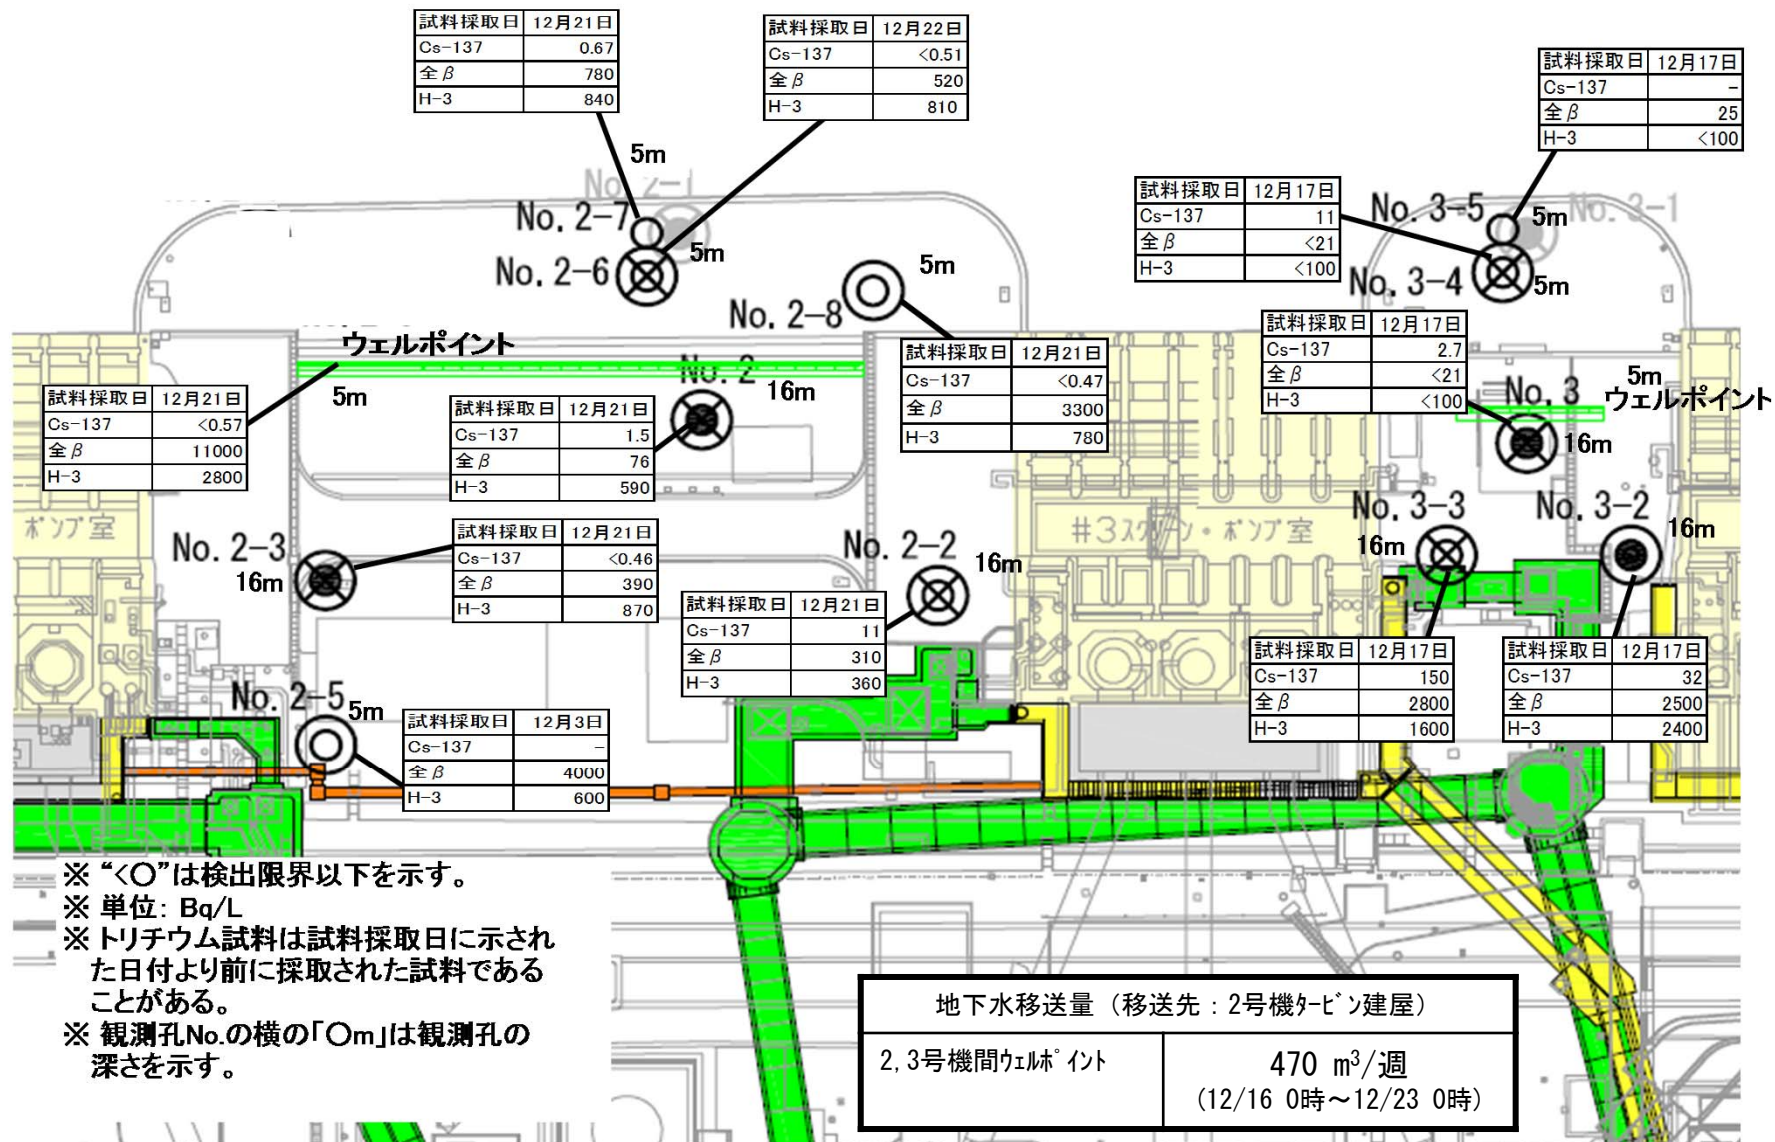 試料採取日 12月21日
Cs-137 0.67
全β 780
H-3 840
試料採取日 12月22日
Cs-137 <0.51
全β 520
H-3 810
試料採取日 12月17日
Cs-137 -
全β 25
H-3 <100
5m
No. 2-1
No. 2-7
5m
No. 2-6
試料採取日 12月17日
Cs-137 11
全β <21
H-3 <100
No. 3-5
5m
No. 3-1
No. 3-4
5m
5m
No. 2-8
ウェルポイント
5m
試料採取日 12月21日
Cs-137 <0.57
全β 11000
H-3 2800
No. 2
16m
試料採取日 12月21日
Cs-137 1.5
全β 76
H-3 590
試料採取日 12月21日
Cs-137 <0.47
全β 3300
H-3 780
試料採取日 12月17日
Cs-137 2.7
全β <21
H-3 <100
5m
ウェルポイント
No. 3
16m
ポンプ室
No. 2-3
16m
試料採取日 12月21日
Cs-137 <0.46
全β 390
H-3 870
No. 2-2
16m
#3スクリーン・ポンプ室
No. 3-3
16m
No. 3-2
16m
試料採取日 12月21日
Cs-137 11
全β 310
H-3 360
試料採取日 12月17日
Cs-137 150
全β 2800
H-3 1600
試料採取日 12月17日
Cs-137 32
全β 2500
H-3 2400
No. 2-5
5m
試料採取日 12月3日
Cs-137 -
全β 4000
H-3 600
※ “<○”は検出限界以下を示す。
※ 単位: Bq/L
※ トリチウム試料は試料採取日に示され
た日付より前に採取された試料である
ことがある。
※ 観測孔No.の横の「○m」は観測孔の
深さを示す。
地下水移送量（移送先：2号機ﾀｰﾋﾞﾝ建屋）
2,3号機間ｳｪﾙﾎﾟｲﾝﾄ
470 m³/週
(12/16 0時～12/23 0時)